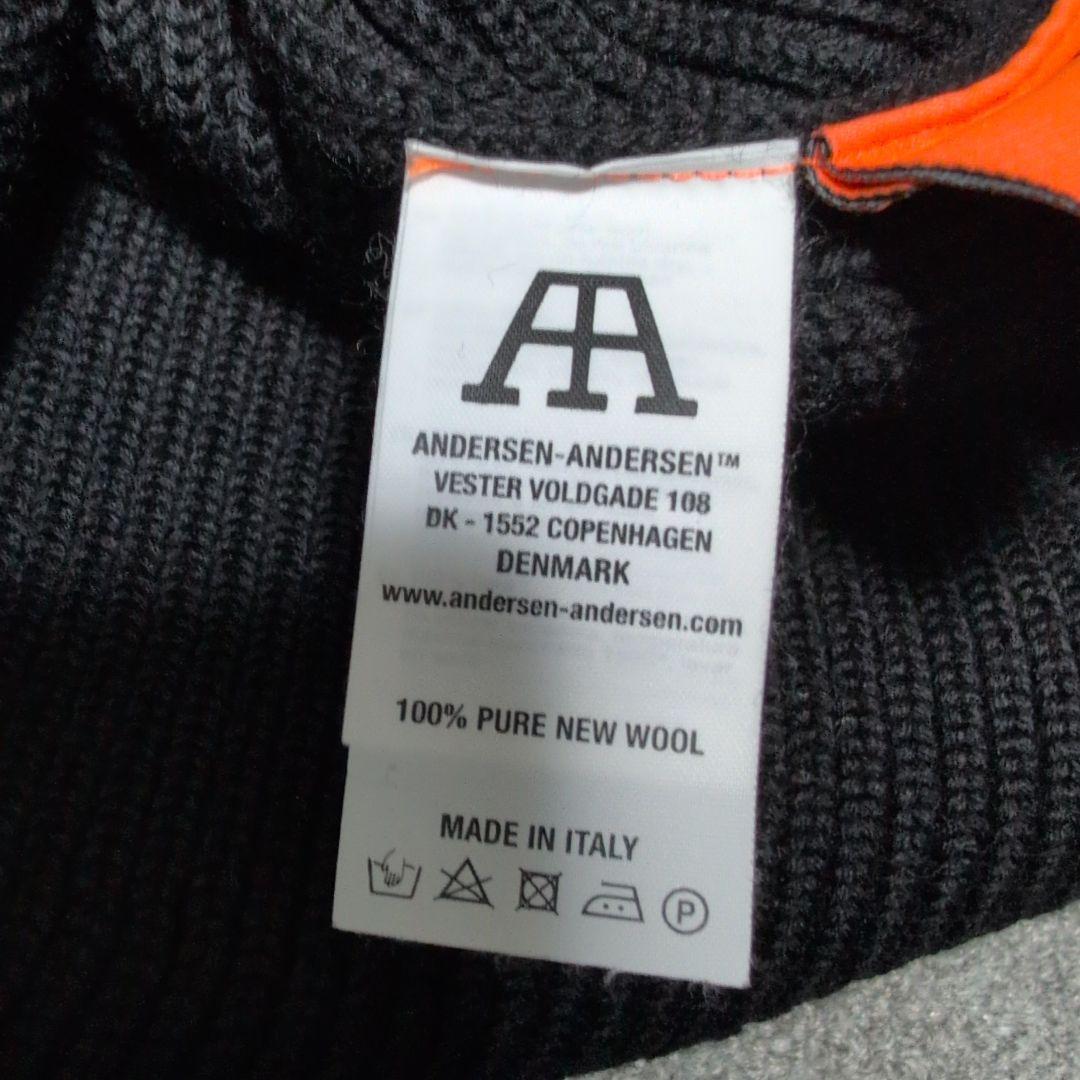 AA
ANDERSEN-ANDERSEN™
VESTER VOLDGADE 108
DK - 1552 COPENHAGEN
DENMARK
www.andersen-andersen.com
100% PURE NEW WOOL
MADE IN ITALY
P